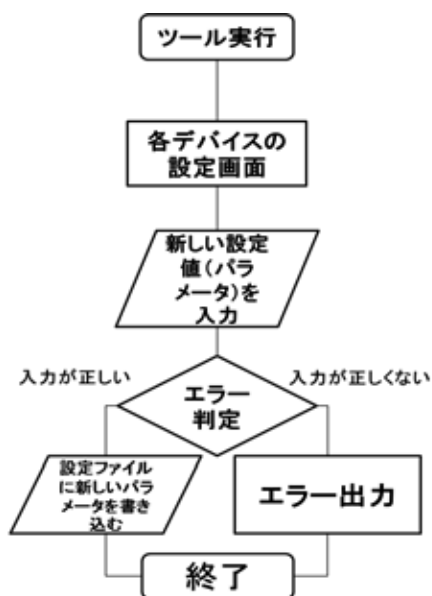 ツール実行
各デバイスの
設定画面
新しい設定
値(パラ
メータ)を
入力
入力が正しい
入力が正しくない
エラー
判定
設定ファイル
に新しいパラ
メータを書き
込む
エラー出力
終了